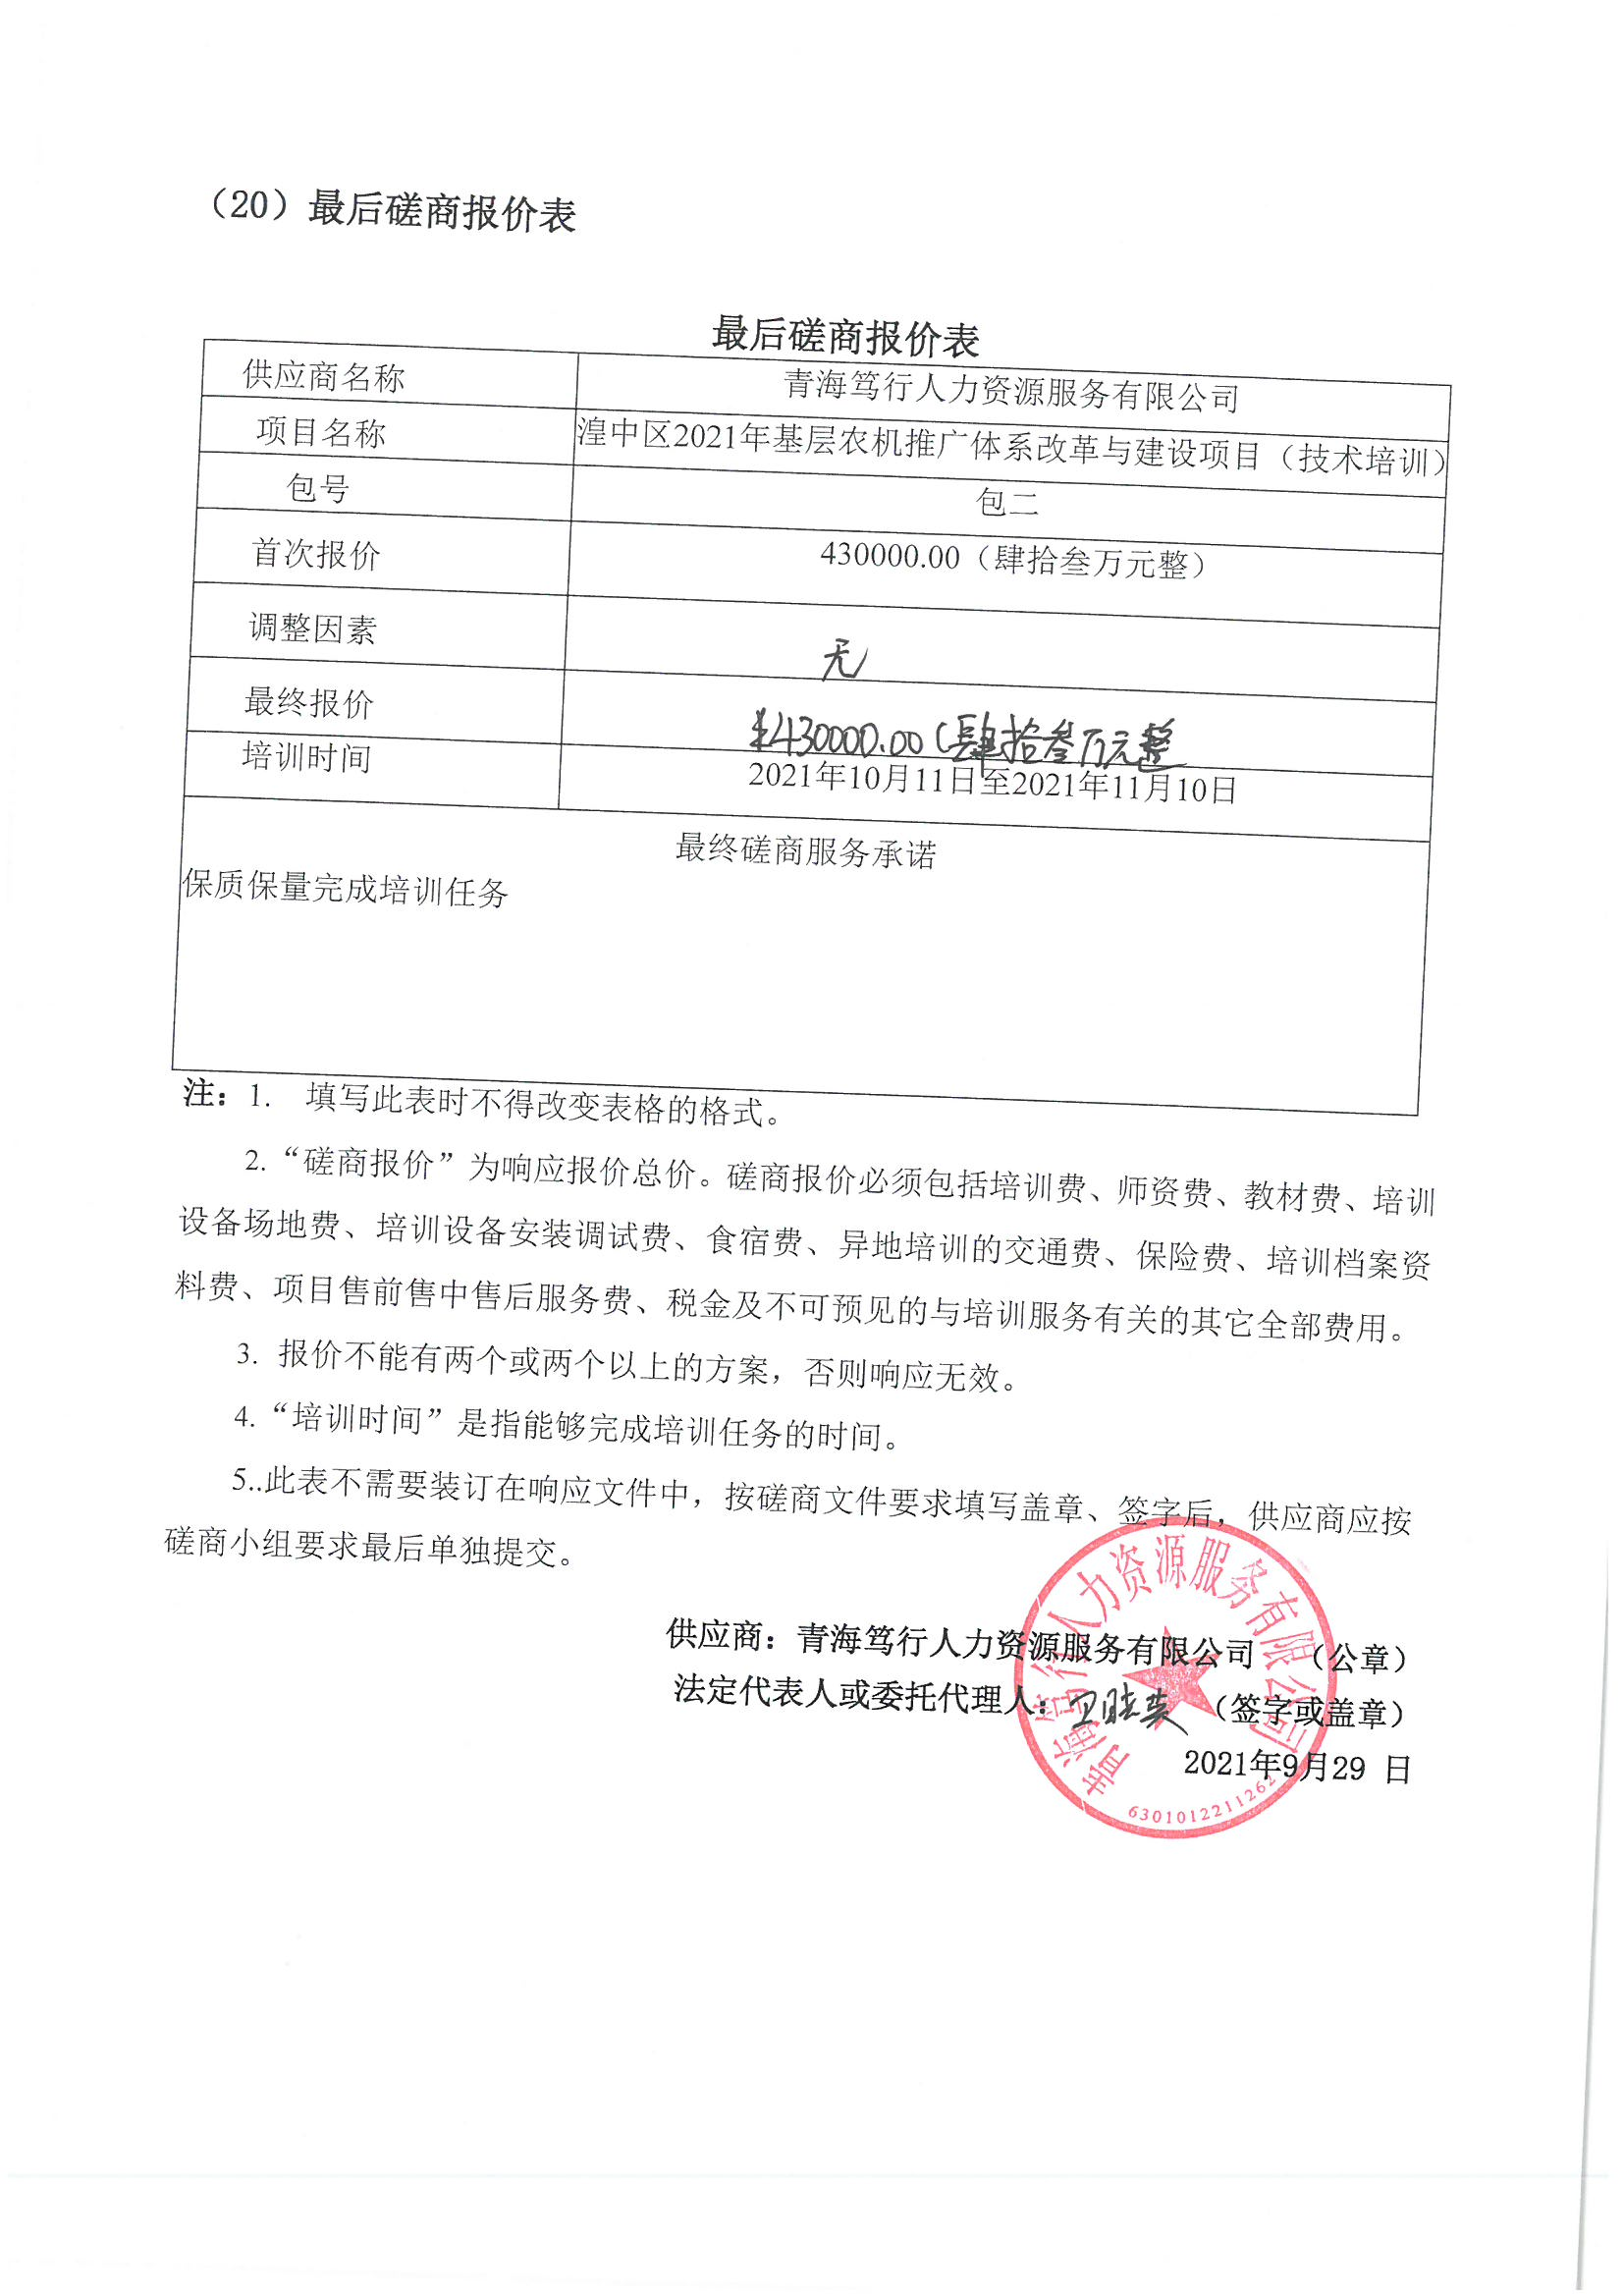 （20）最后磋商报价表
最后磋商报价表
供应商名称 青海笃行人力资源服务有限公司
项目名称 湟中区2021年基层农机推广体系改革与建设项目（技术培训）
包号 包二
首次报价 430000.00（肆拾叁万元整）
调整因素 无
最终报价 ¥430000.00（肆拾叁万元整
培训时间 2021年10月11日至2021年11月10日
最终磋商服务承诺
保质保量完成培训任务
注：1. 填写此表时不得改变表格的格式。
2.“磋商报价”为响应报价总价。磋商报价必须包括培训费、师资费、教材费、培训
设备场地费、培训设备安装调试费、食宿费、异地培训的交通费、保险费、培训档案资
料费、项目售前售中售后服务费、税金及不可预见的与培训服务有关的其它全部费用。
3. 报价不能有两个或两个以上的方案，否则响应无效。
4.“培训时间”是指能够完成培训任务的时间。
5..此表不需要装订在响应文件中，按磋商文件要求填写盖章、签字后，供应商应按
磋商小组要求最后单独提交。
供应商：青海笃行人力资源服务有限公司 （公章）
法定代表人或委托代理人： （签字或盖章）
2021年9月29 日
青海笃行人力资源服务有限公司
6301012211262